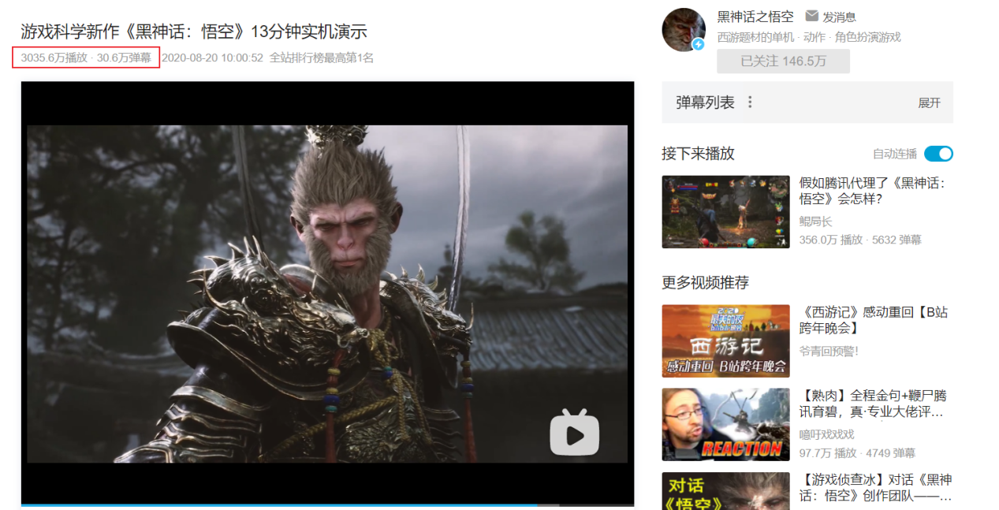 游戏科学新作《黑神话：悟空》13分钟实机演示
3035.6万播放 · 30.6万弹幕 2020-08-20 10:00:52 全站排行榜最高第1名
黑神话之悟空 发消息
西游题材的单机 · 动作 · 角色扮演游戏
已关注 146.5万
弹幕列表
展开
接下来播放
自动连播
假如腾讯代理了《黑神话：
悟空》会怎样？
鲲局长
356.0万 播放 · 5632 弹幕
更多视频推荐
2020
最美的夜
西游记
感动重回 B站跨年晚会
《西游记》感动重回【B站
跨年晚会】
爷青回预警！
REACTION
【熟肉】全程金句+鞭尸腾
讯育碧，真·专业大佬评…
嘻吁戏戏戏
97.7万 播放 · 4749 弹幕
对话
《悟空》
【游戏侦查冰】对话《黑神
话：悟空》创作团队——…